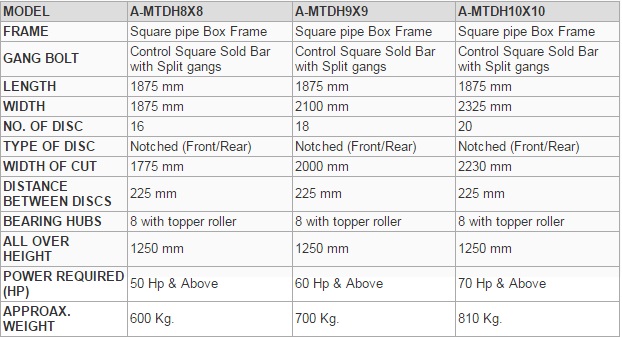 MODEL A-MTDH8X8 A-MTDH9X9 A-MTDH10X10
FRAME Square pipe Box Frame Square pipe Box Frame Square pipe Box Frame
GANG BOLT Control Square Sold Bar with Split gangs Control Square Sold Bar with Split gangs Control Square Sold Bar with Split gangs
LENGTH 1875 mm 1875 mm 1875 mm
WIDTH 1875 mm 2100 mm 2325 mm
NO. OF DISC 16 18 20
TYPE OF DISC Notched (Front/Rear) Notched (Front/Rear) Notched (Front/Rear)
WIDTH OF CUT 1775 mm 2000 mm 2230 mm
DISTANCE BETWEEN DISCS 225 mm 225 mm 225 mm
BEARING HUBS 8 with topper roller 8 with topper roller 8 with topper roller
ALL OVER HEIGHT 1250 mm 1250 mm 1250 mm
POWER REQUIRED (HP) 50 Hp & Above 60 Hp & Above 70 Hp & Above
APPROAX. WEIGHT 600 Kg. 700 Kg. 810 Kg.